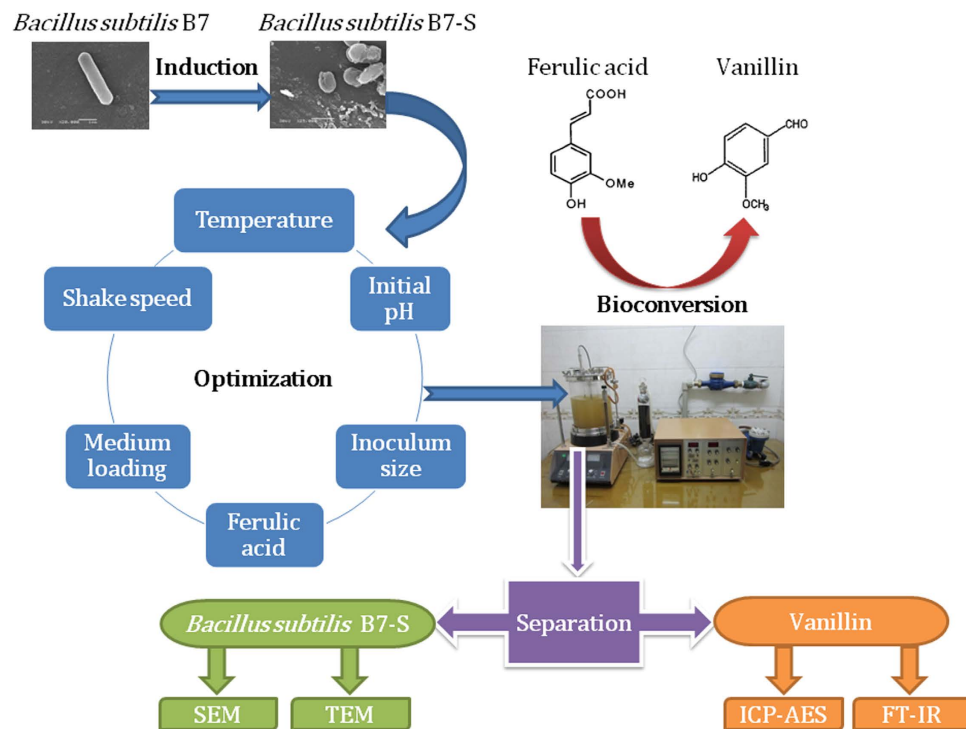 Bacillus subtilis B7
Bacillus subtilis B7-S
Induction
Ferulic acid
Vanillin
COOH
OMe
OH
CHO
HO
OCH₃
Temperature
Shake speed
Initial
pH
Optimization
Medium
loading
Inoculum
size
Ferulic
acid
Bioconversion
Separation
Bacillus subtilis B7-S
Vanillin
SEM
TEM
ICP-AES
FT-IR